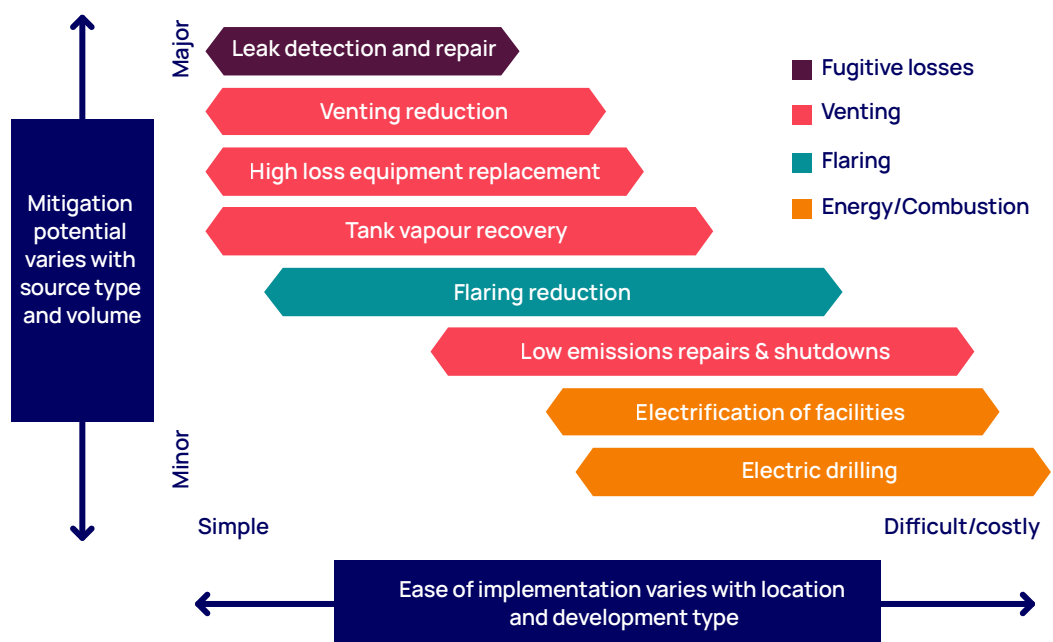 Major
Leak detection and repair
Venting reduction
High loss equipment replacement
Tank vapour recovery
Flaring reduction
Low emissions repairs & shutdowns
Electrification of facilities
Electric drilling
Minor
Fugitive losses
Venting
Flaring
Energy/Combustion
Mitigation
potential
varies with
source type
and volume
Simple
Difficult/costly
Ease of implementation varies with location
and development type